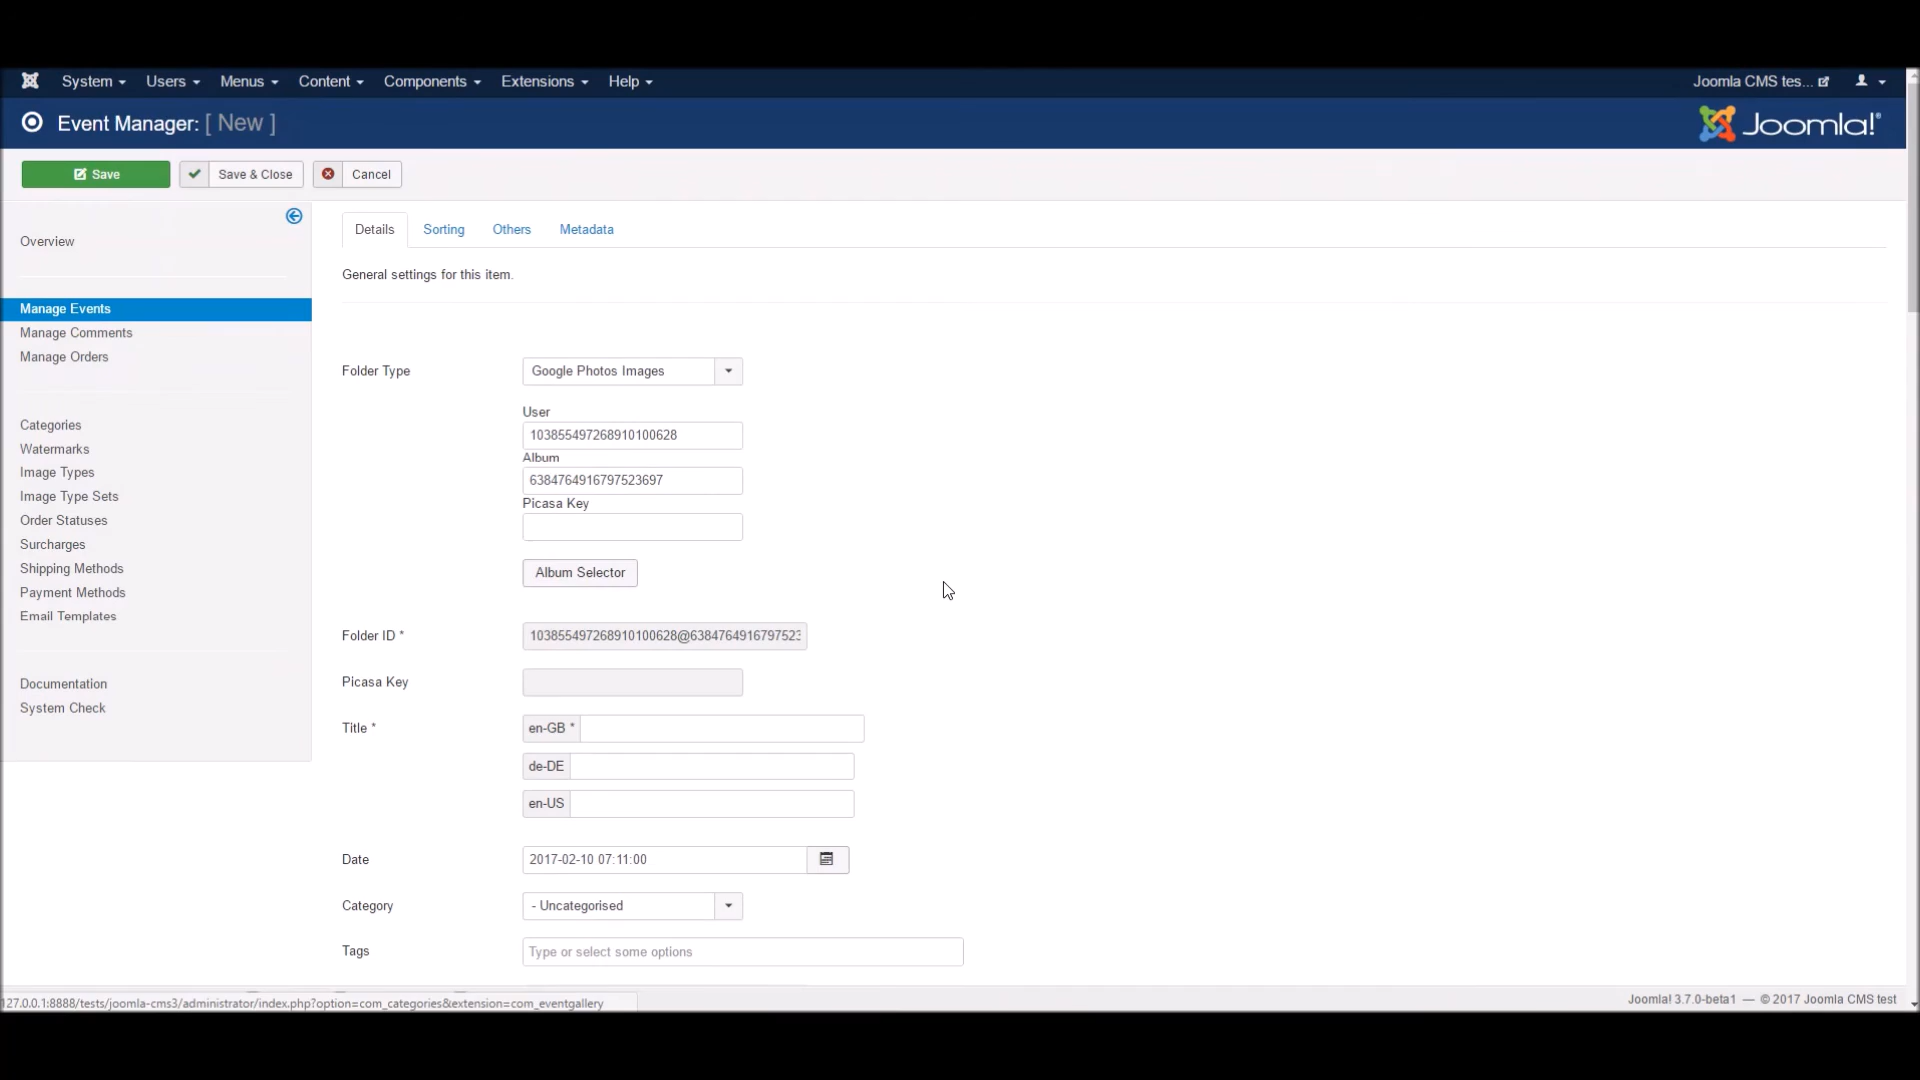 System Users Menus Content Components Extensions Help Joomla CMS tes...
Event Manager: [ New ] Joomla!®
Save Save & Close Cancel
Overview
Manage Events
Manage Comments
Manage Orders
Categories
Watermarks
Image Types
Image Type Sets
Order Statuses
Surcharges
Shipping Methods
Payment Methods
Email Templates
Documentation
System Check
Details Sorting Others Metadata
General settings for this item.
Folder Type Google Photos Images
User
103855497268910100628
Album
6384764916797523697
Picasa Key
Album Selector
Folder ID * 103855497268910100628@638476491679752
Picasa Key
Title * en-GB *
de-DE
en-US
Date 2017-02-10 07:11:00
Category - Uncategorised
Tags Type or select some options
127.0.0.1:8888/tests/joomla-cms3/administrator/index.php?option=com_categories&extension=com_eventgallery
Joomla! 3.7.0-beta1 — © 2017 Joomla CMS test